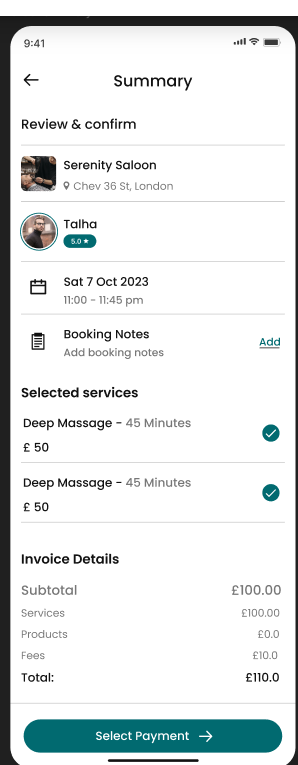 9:41
Summary
Review & confirm
Serenity Saloon
Chev 36 St, London
Talha
5.0 ★
Sat 7 Oct 2023
11:00 - 11:45 pm
Booking Notes
Add booking notes
Add
Selected services
Deep Massage - 45 Minutes
£ 50
Deep Massage - 45 Minutes
£ 50
Invoice Details
Subtotal £100.00
Services £100.00
Products £0.0
Fees £10.0
Total: £110.0
Select Payment →